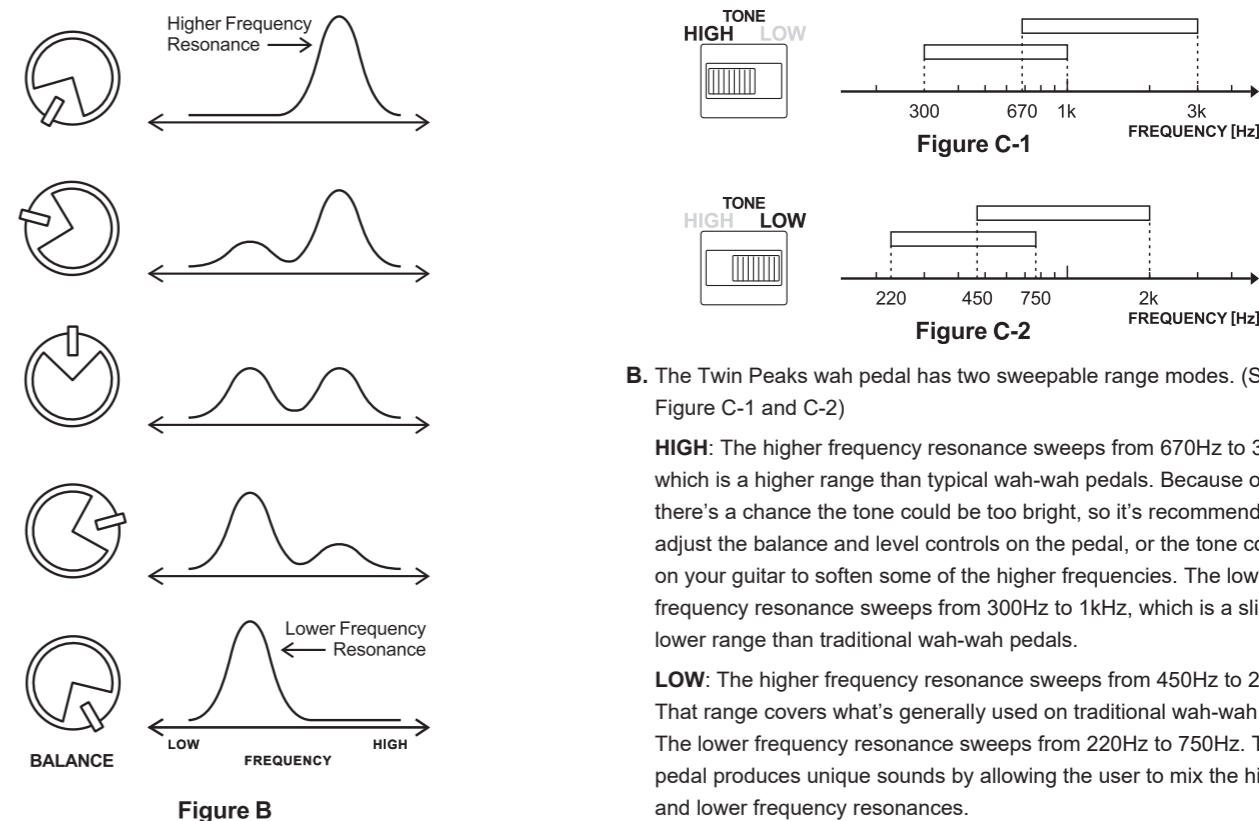 Higher Frequency
Resonance
Lower Frequency
Resonance
LOW
HIGH
FREQUENCY
BALANCE
Figure B
TONE
HIGH LOW
300 670 1k 3k
FREQUENCY [Hz]
Figure C-1
TONE
HIGH LOW
220 450 750 2k
FREQUENCY [Hz]
Figure C-2
B. The Twin Peaks wah pedal has two sweepable range modes. (S
Figure C-1 and C-2)
HIGH: The higher frequency resonance sweeps from 670Hz to 3
which is a higher range than typical wah-wah pedals. Because o
there's a chance the tone could be too bright, so it's recommend
adjust the balance and level controls on the pedal, or the tone co
on your guitar to soften some of the higher frequencies. The low
frequency resonance sweeps from 300Hz to 1kHz, which is a sli
lower range than traditional wah-wah pedals.
LOW: The higher frequency resonance sweeps from 450Hz to 2
That range covers what's generally used on traditional wah-wah
The lower frequency resonance sweeps from 220Hz to 750Hz. T
pedal produces unique sounds by allowing the user to mix the hi
and lower frequency resonances.